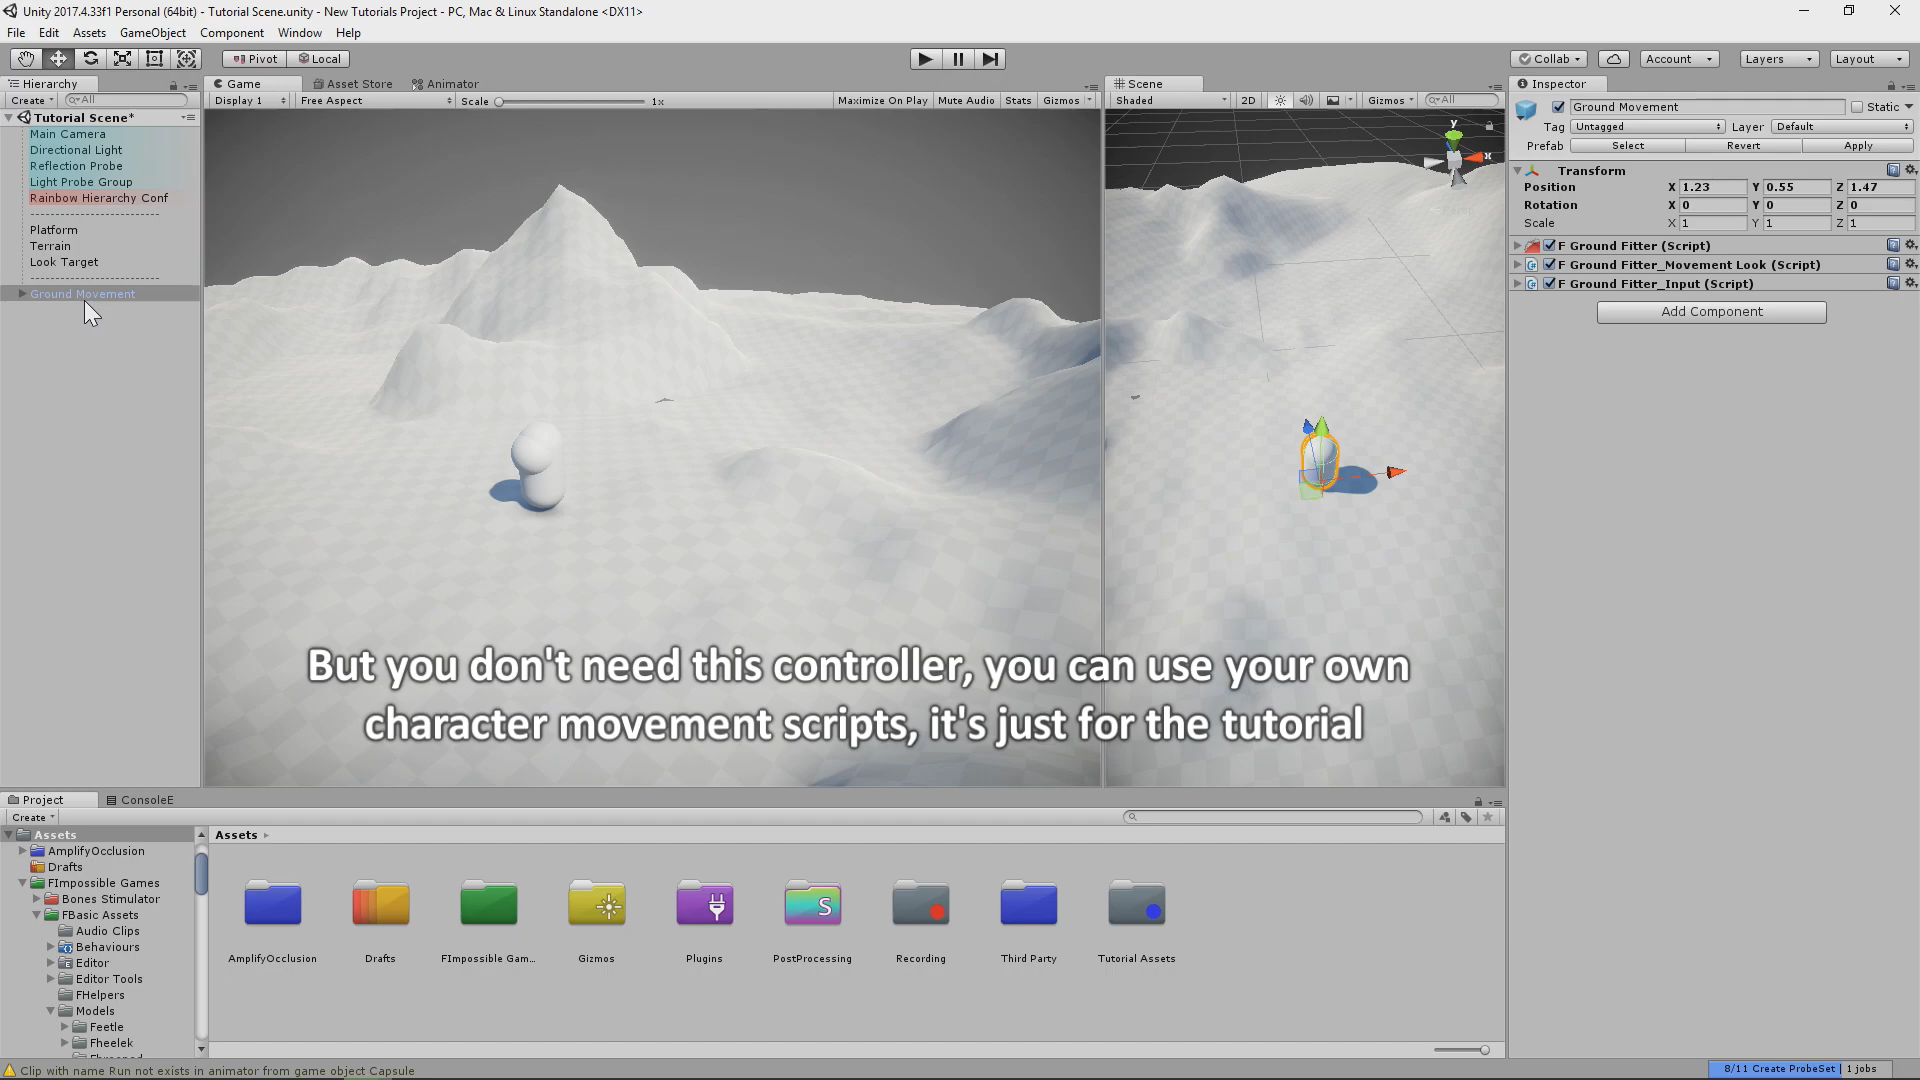 Unity 2017.4.33f1 Personal (64bit) - Tutorial Scene.unity - New Tutorials Project - PC, Mac & Linux Standalone <DX11>
File Edit Assets GameObject Component Window Help
Pivot Local
Collab Account Layers Layout
Hierarchy
Create All
Tutorial Scene*
Main Camera
Directional Light
Reflection Probe
Light Probe Group
Rainbow Hierarchy Conf
--------------------------
Platform
Terrain
Look Target
--------------------------
Ground Movement
Game Asset Store Animator
Display 1 Free Aspect Scale 1x Maximize On Play Mute Audio Stats Gizmos
Scene
Shaded 2D Gizmos All
y
x
But you don't need this controller, you can use your own
character movement scripts, it's just for the tutorial
Inspector
Ground Movement Static
Tag Untagged Layer Default
Prefab Select Revert Apply
Transform
Position X 1.23 Y 0.55 Z 1.47
Rotation X 0 Y 0 Z 0
Scale X 1 Y 1 Z 1
F Ground Fitter (Script)
F Ground Fitter_Movement Look (Script)
F Ground Fitter_Input (Script)
Add Component
Project ConsoleE
Create
Assets
AmplifyOcclusion
Drafts
FImpossible Games
Bones Stimulator
FBasic Assets
Audio Clips
Behaviours
Editor
Editor Tools
FHelpers
Models
Feetle
Fheelek
Assets
AmplifyOcclusion Drafts FImpossible Gam... Gizmos Plugins PostProcessing Recording Third Party Tutorial Assets
S
Clip with name Run not exists in animator from game object Capsule
8/11 Create ProbeSet | 1 jobs